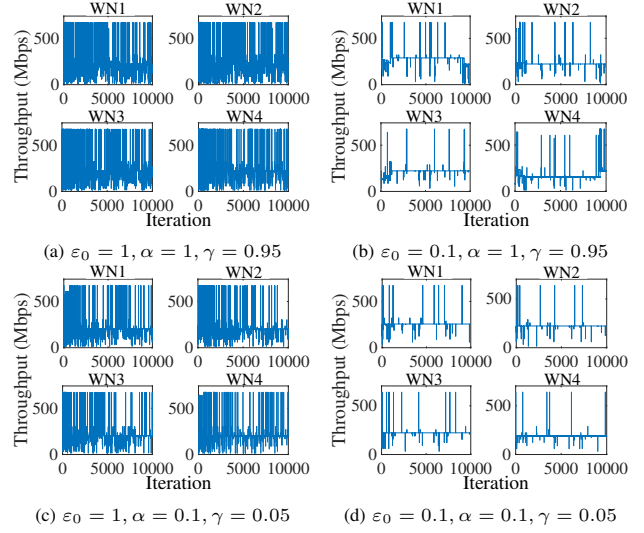 WN1 WN2 WN1 WN2
Throughput (Mbps) 500 0 500 0 Throughput (Mbps) 500 0 500 0
0 5000 10000 0 5000 10000 0 5000 10000 0 5000 10000
WN3 WN4 WN3 WN4
500 0 500 0 500 0 500 0
0 5000 10000 0 5000 10000 0 5000 10000 0 5000 10000
Iteration Iteration
(a) ε₀ = 1, α = 1, γ = 0.95 (b) ε₀ = 0.1, α = 1, γ = 0.95
WN1 WN2 WN1 WN2
Throughput (Mbps) 500 0 500 0 Throughput (Mbps) 500 0 500 0
0 5000 10000 0 5000 10000 0 5000 10000 0 5000 10000
WN3 WN4 WN3 WN4
500 0 500 0 500 0 500 0
0 5000 10000 0 5000 10000 0 5000 10000 0 5000 10000
Iteration Iteration
(c) ε₀ = 1, α = 0.1, γ = 0.05 (d) ε₀ = 0.1, α = 0.1, γ = 0.05